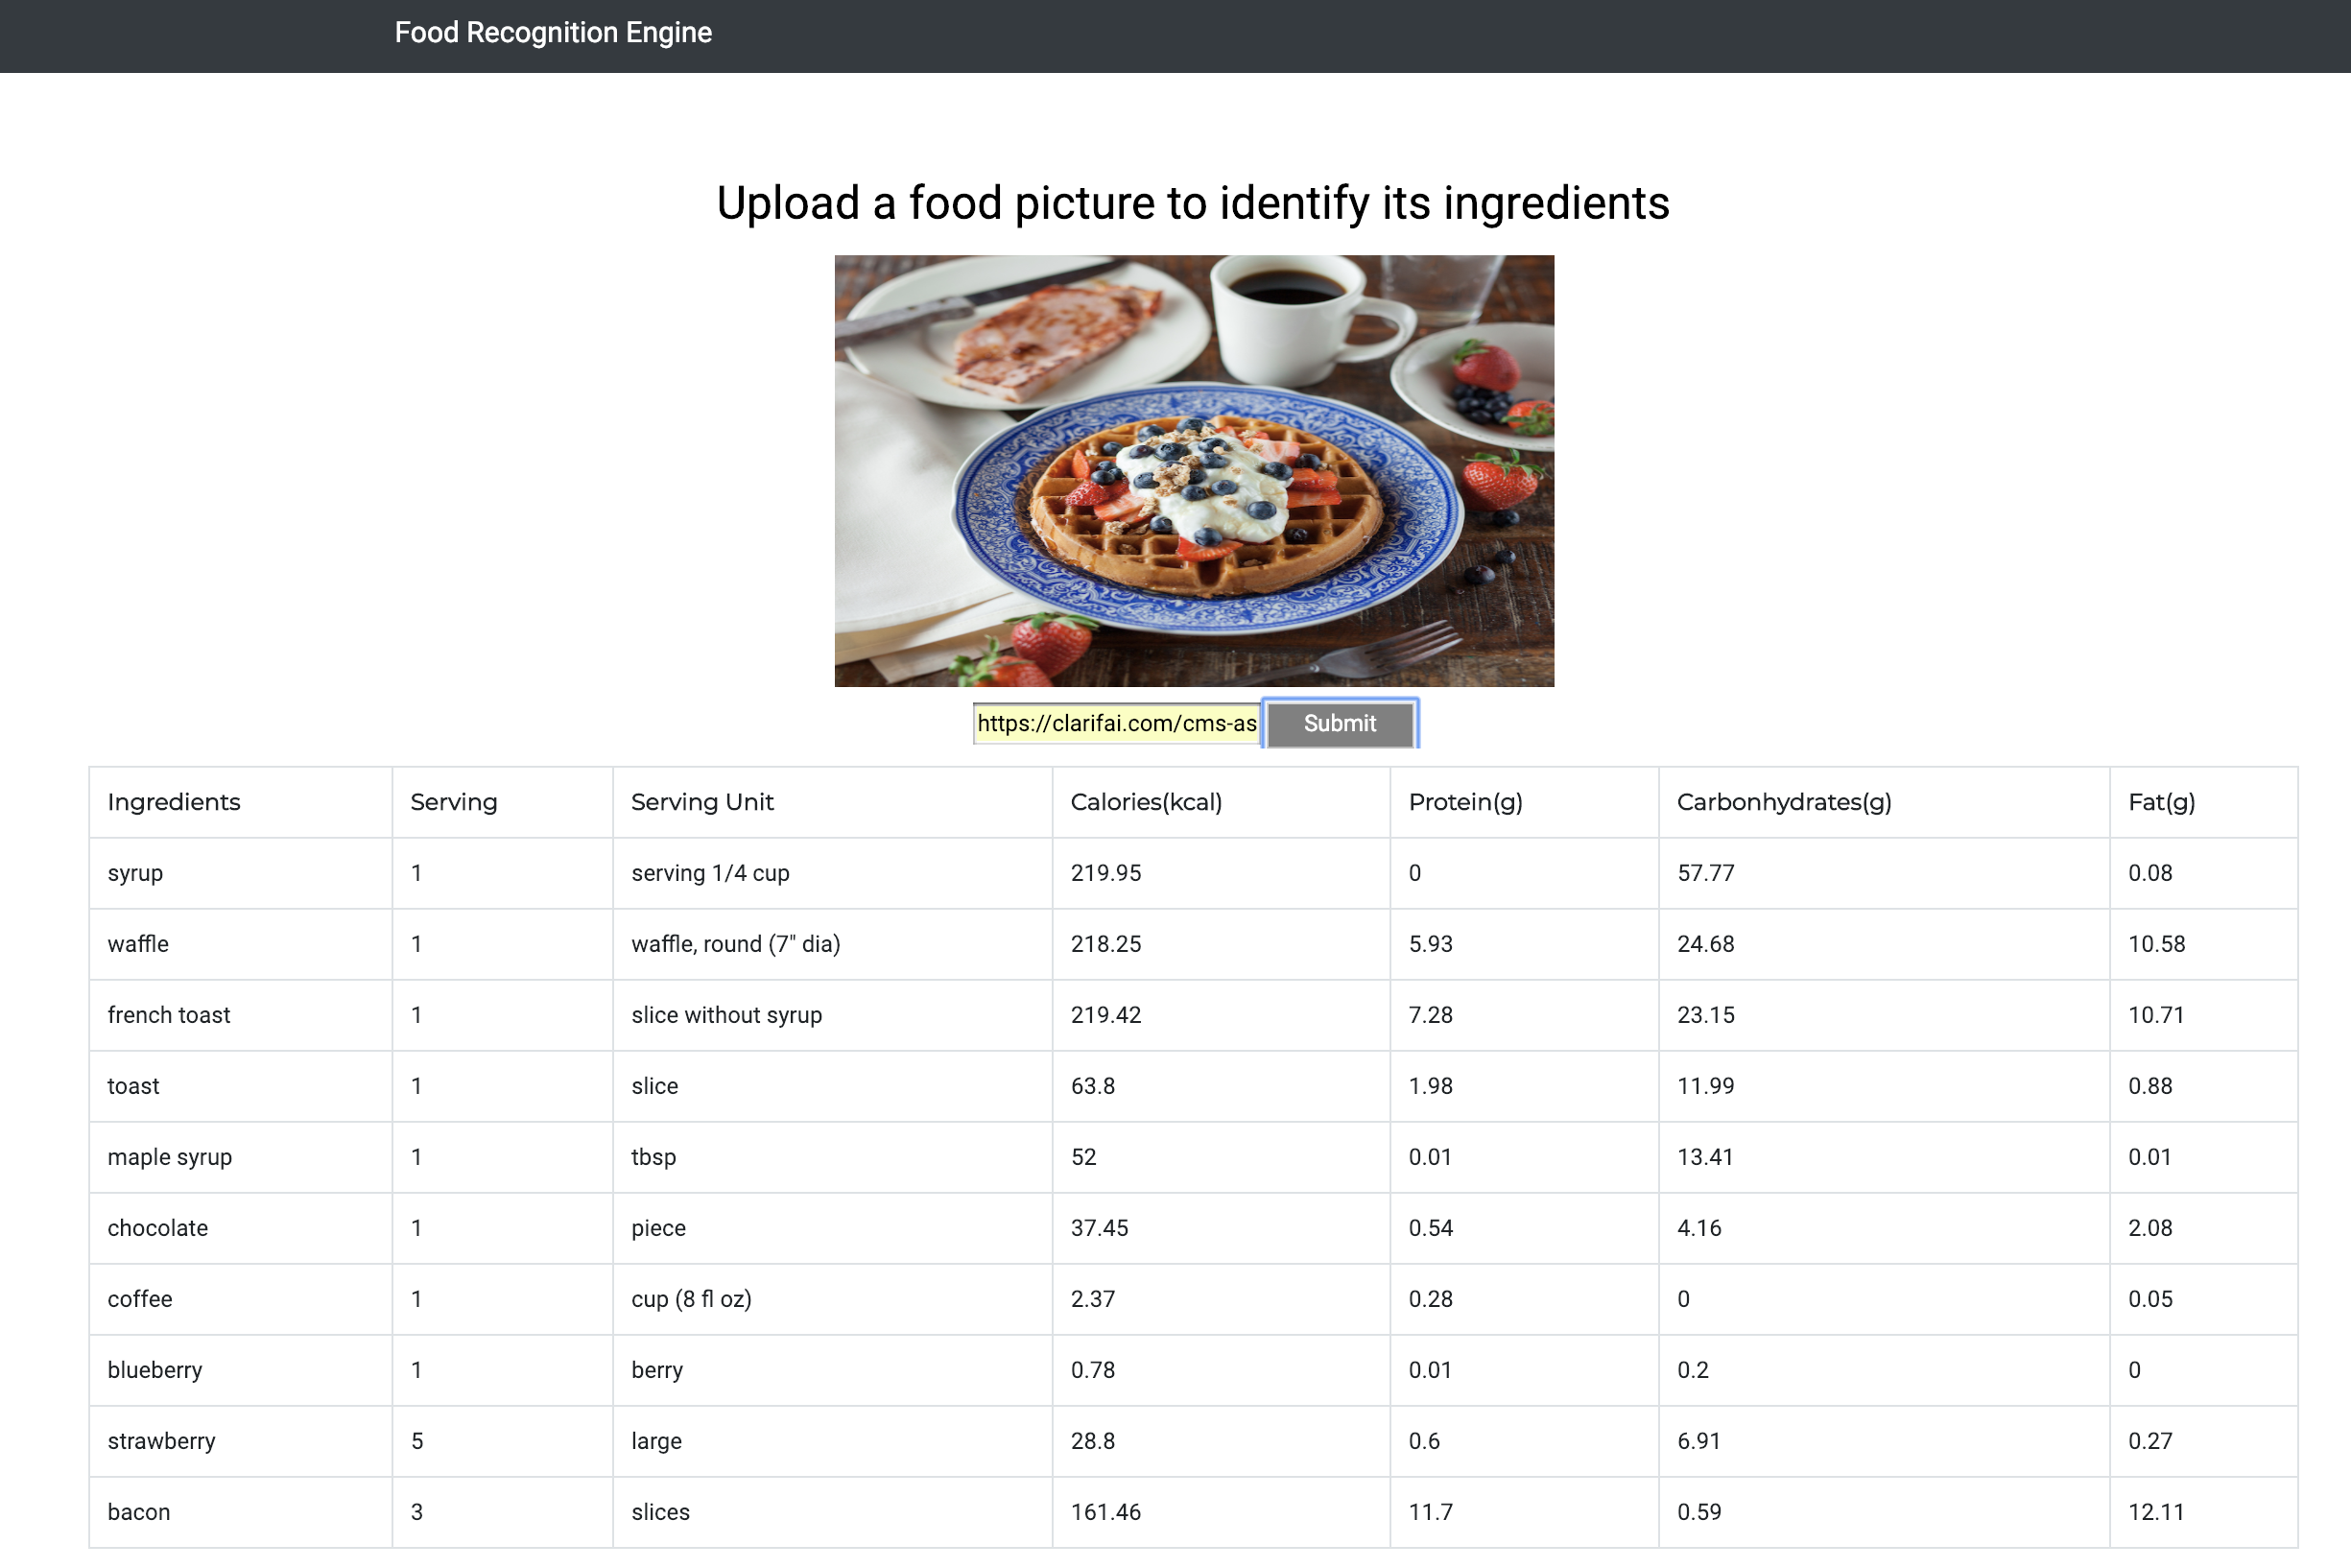 Food Recognition Engine
Upload a food picture to identify its ingredients
https://clarifai.com/cms-as Submit
Ingredients Serving Serving Unit Calories(kcal) Protein(g) Carbonhydrates(g) Fat(g)
syrup 1 serving 1/4 cup 219.95 0 57.77 0.08
waffle 1 waffle, round (7" dia) 218.25 5.93 24.68 10.58
french toast 1 slice without syrup 219.42 7.28 23.15 10.71
toast 1 slice 63.8 1.98 11.99 0.88
maple syrup 1 tbsp 52 0.01 13.41 0.01
chocolate 1 piece 37.45 0.54 4.16 2.08
coffee 1 cup (8 fl oz) 2.37 0.28 0 0.05
blueberry 1 berry 0.78 0.01 0.2 0
strawberry 5 large 28.8 0.6 6.91 0.27
bacon 3 slices 161.46 11.7 0.59 12.11